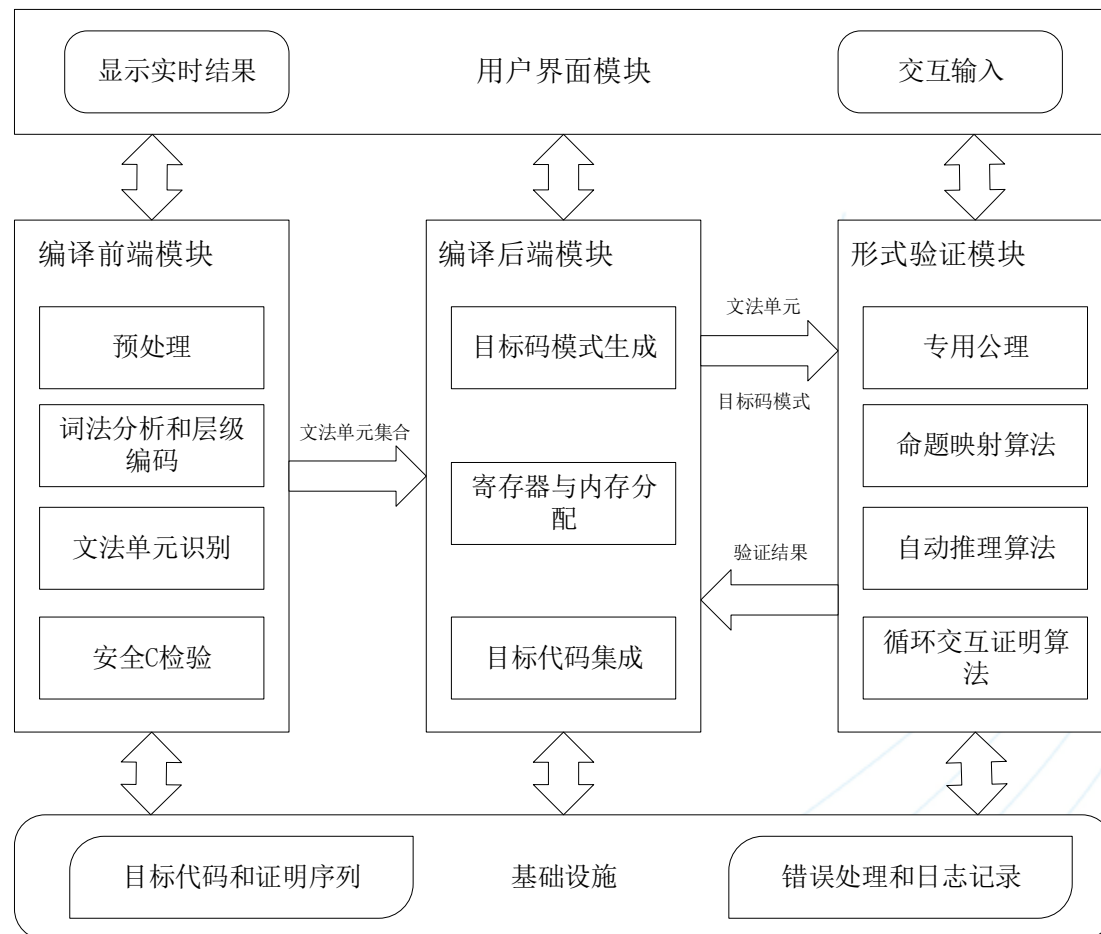 显示实时结果
用户界面模块
交互输入
编译前端模块
预处理
词法分析和层级
编码
文法单元识别
安全C检验
文法单元集合
编译后端模块
目标码模式生成
寄存器与内存分
配
目标代码集成
文法单元
目标码模式
验证结果
形式验证模块
专用公理
命题映射算法
自动推理算法
循环交互证明算
法
目标代码和证明序列
基础设施
错误处理和日志记录